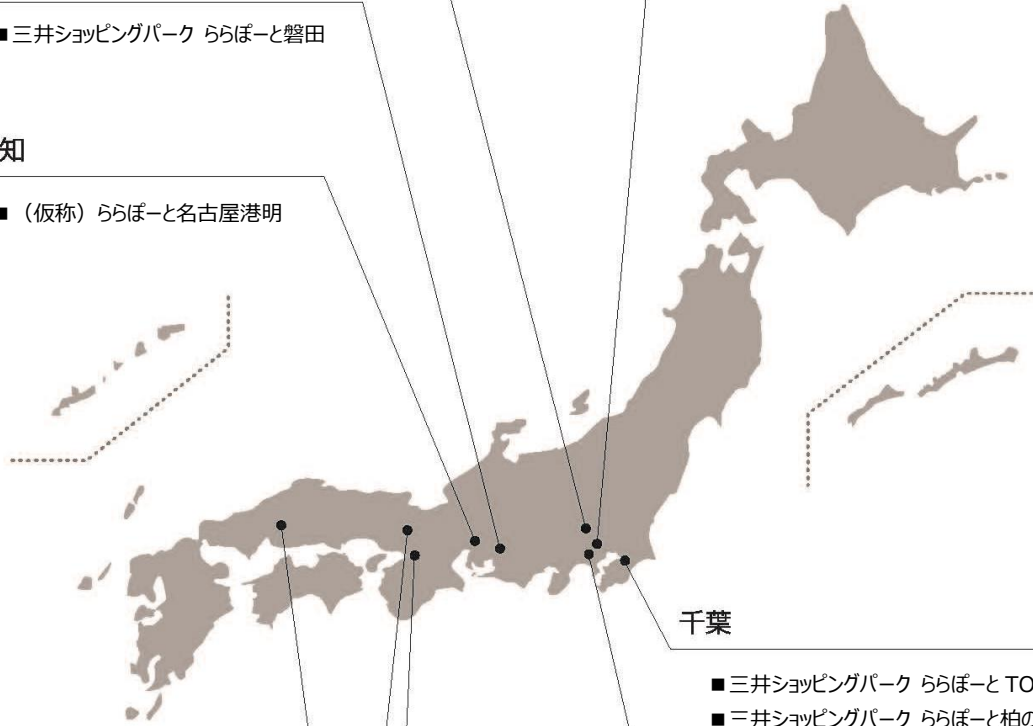 ■三井ショッピングパーク ららぽーと磐田
知
■（仮称）ららぽーと名古屋港明
千葉
■三井ショッピングパーク ららぽーと TO
■三井ショッピングパーク ららぽーと柏の